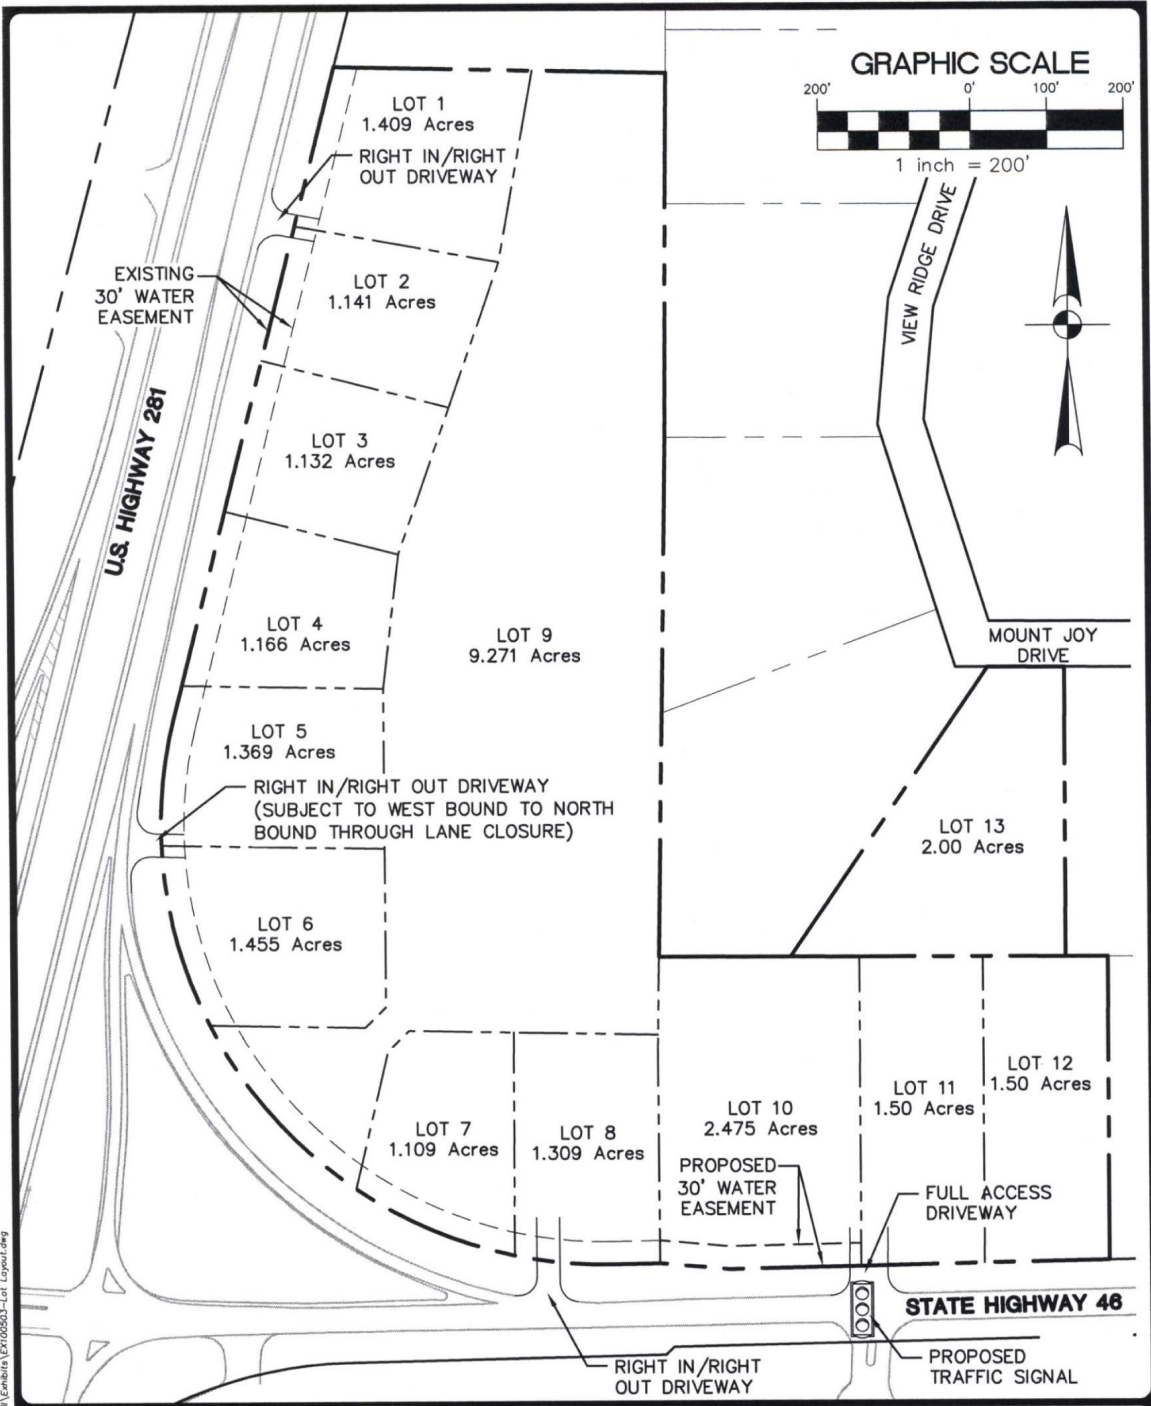 GRAPHIC SCALE
200' 0' 100' 200'
1 inch = 200'
LOT 1
1.409 Acres
RIGHT IN/RIGHT
OUT DRIVEWAY
VIEW RIDGE DRIVE
EXISTING
30' WATER
EASEMENT
LOT 2
1.141 Acres
U.S. HIGHWAY 281
LOT 3
1.132 Acres
LOT 4
1.166 Acres
LOT 9
9.271 Acres
MOUNT JOY
DRIVE
LOT 5
1.369 Acres
RIGHT IN/RIGHT OUT DRIVEWAY
(SUBJECT TO WEST BOUND TO NORTH
BOUND THROUGH LANE CLOSURE)
LOT 13
2.00 Acres
LOT 6
1.455 Acres
LOT 7
1.109 Acres
LOT 8
1.309 Acres
LOT 10
2.475 Acres
LOT 11
1.50 Acres
LOT 12
1.50 Acres
PROPOSED
30' WATER
EASEMENT
FULL ACCESS
DRIVEWAY
STATE HIGHWAY 46
RIGHT IN/RIGHT
OUT DRIVEWAY
PROPOSED
TRAFFIC SIGNAL
\Exhibits\EX100503-Lot Layout.dwg